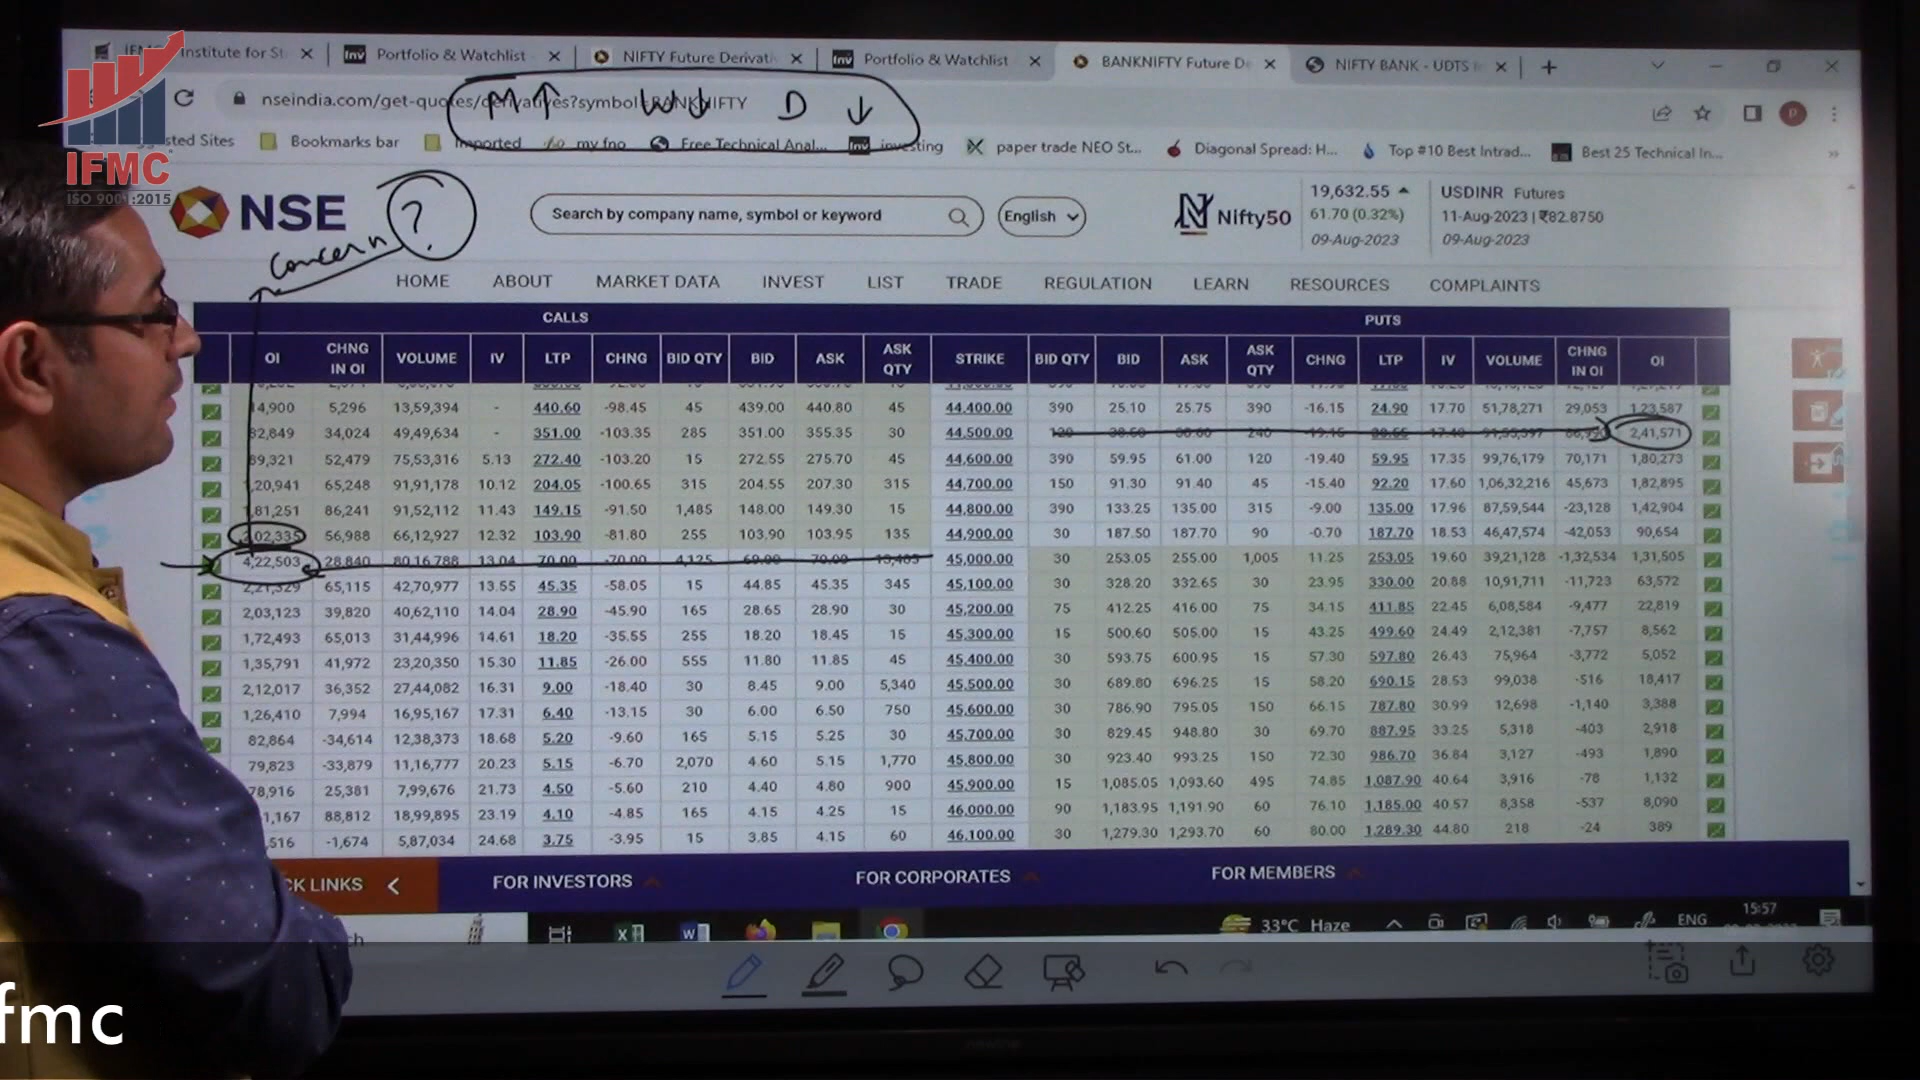 IFMC Institute for St
Portfolio & Watchlist -
NIFTY Future Derivati
Portfolio & Watchlist
BANKNIFTY Future De
NIFTY BANK - UDTS
nseindia.com/get-quotes/derivatives?symbol=BANKNIFTY
M↑ W↓ D ↓
sted Sites
Bookmarks bar
Imported
my fno
Free Technical Anal...
investing
paper trade NEO St...
Diagonal Spread: H...
Top #10 Best Intrad...
Best 25 Technical In...
IFMC
ISO 9001:2015
NSE
?
Concern
Search by company name, symbol or keyword
English
Nifty50
19,632.55
61.70 (0.32%)
09-Aug-2023
USDINR Futures
11-Aug-2023 | ₹82.8750
09-Aug-2023
HOME ABOUT MARKET DATA INVEST LIST TRADE REGULATION LEARN RESOURCES COMPLAINTS
CALLS PUTS
OI CHNG IN OI VOLUME IV LTP CHNG BID QTY BID ASK ASK QTY STRIKE BID QTY BID ASK ASK QTY CHNG LTP IV VOLUME CHNG IN OI OI
14,900 5,296 13,59,394 - 440.60 -98.45 45 439.00 440.80 45 44,400.00 390 25.10 25.75 390 -16.15 24.90 17.70 51,78,271 29,053 1,23,587
82,849 34,024 49,49,634 - 351.00 -103.35 285 351.00 355.35 30 44,500.00 2,41,571
89,321 52,479 75,53,316 5.13 272.40 -103.20 15 272.55 275.70 45 44,600.00 390 59.95 61.00 120 -19.40 59.95 17.35 99,76,179 70,171 1,80,273
1,20,941 65,248 91,91,178 10.12 204.05 -100.65 315 204.55 207.30 315 44,700.00 150 91.30 91.40 45 -15.40 92.20 17.60 1,06,32,216 45,673 1,82,895
1,81,251 86,241 91,52,112 11.43 149.15 -91.50 1,485 148.00 149.30 15 44,800.00 390 133.25 135.00 315 -9.00 135.00 17.96 87,59,544 -23,128 1,42,904
2,02,335 56,988 66,12,927 12.32 103.90 -81.80 255 103.90 103.95 135 44,900.00 30 187.50 187.70 90 -0.70 187.70 18.53 46,47,574 -42,053 90,654
4,22,503 28,840 80,16,788 13.04 70.00 -70.00 4,125 69.00 70.00 13,485 45,000.00 30 253.05 255.00 1,005 11.25 253.05 19.60 39,21,128 -1,32,534 1,31,505
2,21,329 65,115 42,70,977 13.55 45.35 -58.05 15 44.85 45.35 345 45,100.00 30 328.20 332.65 30 23.95 330.00 20.88 10,91,711 -11,723 63,572
2,03,123 39,820 40,62,110 14.04 28.90 -45.90 165 28.65 28.90 30 45,200.00 75 412.25 416.00 75 34.15 411.85 22.45 6,08,584 -9,477 22,819
1,72,493 65,013 31,44,996 14.61 18.20 -35.55 255 18.20 18.45 15 45,300.00 15 500.60 505.00 15 43.25 499.60 24.49 2,12,381 -7,757 8,562
1,35,791 41,972 23,20,350 15.30 11.85 -26.00 555 11.80 11.85 45 45,400.00 30 593.75 600.95 15 57.30 597.80 26.43 75,964 -3,772 5,052
2,12,017 36,352 27,44,082 16.31 9.00 -18.40 30 8.45 9.00 5,340 45,500.00 30 689.80 696.25 15 58.20 690.15 28.53 99,038 -516 18,417
1,26,410 7,994 16,95,167 17.31 6.40 -13.15 30 6.00 6.50 750 45,600.00 30 786.90 795.05 150 66.15 787.80 30.99 12,698 -1,140 3,388
82,864 -34,614 12,38,373 18.68 5.20 -9.60 165 5.15 5.25 30 45,700.00 30 829.45 948.80 30 69.70 887.95 33.25 5,318 -403 2,918
79,823 -33,879 11,16,777 20.23 5.15 -6.70 2,070 4.60 5.15 1,770 45,800.00 30 923.40 993.25 150 72.30 986.70 36.84 3,127 -493 1,890
78,916 25,381 7,99,676 21.73 4.50 -5.60 210 4.40 4.80 900 45,900.00 15 1,085.05 1,093.60 495 74.85 1,087.90 40.64 3,916 -78 1,132
1,167 88,812 18,99,895 23.19 4.10 -4.85 165 4.15 4.25 15 46,000.00 90 1,183.95 1,191.90 60 76.10 1,185.00 40.57 8,358 -537 8,090
,516 -1,674 5,87,034 24.68 3.75 -3.95 15 3.85 4.15 60 46,100.00 30 1,279.30 1,293.70 60 80.00 1,289.30 44.80 218 -24 389
CK LINKS
FOR INVESTORS
FOR CORPORATES
FOR MEMBERS
ch
33°C Haze
ENG
15:57
fmc